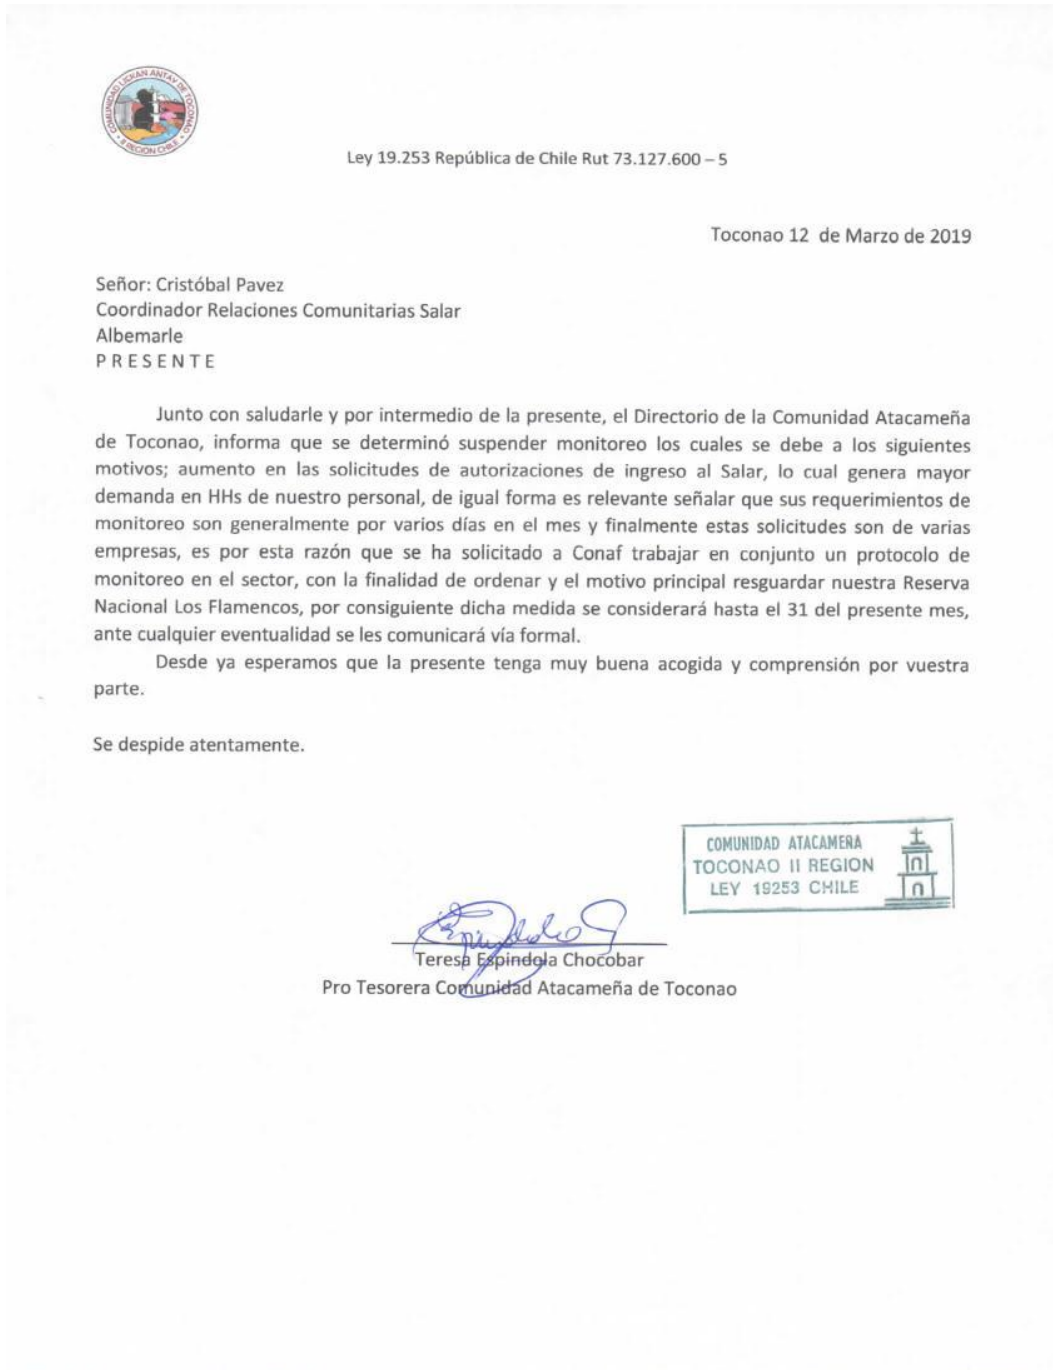 COMUNIDAD LICKAN ANTAY DE TOCONAO
II REGION CHILE
Ley 19.253 República de Chile Rut 73.127.600 – 5
Toconao 12 de Marzo de 2019
Señor: Cristóbal Pavez
Coordinador Relaciones Comunitarias Salar
Albemarle
P R E S E N T E
Junto con saludarle y por intermedio de la presente, el Directorio de la Comunidad Atacameña
de Toconao, informa que se determinó suspender monitoreo los cuales se debe a los siguientes
motivos; aumento en las solicitudes de autorizaciones de ingreso al Salar, lo cual genera mayor
demanda en HHs de nuestro personal, de igual forma es relevante señalar que sus requerimientos de
monitoreo son generalmente por varios días en el mes y finalmente estas solicitudes son de varias
empresas, es por esta razón que se ha solicitado a Conaf trabajar en conjunto un protocolo de
monitoreo en el sector, con la finalidad de ordenar y el motivo principal resguardar nuestra Reserva
Nacional Los Flamencos, por consiguiente dicha medida se considerará hasta el 31 del presente mes,
ante cualquier eventualidad se les comunicará vía formal.
Desde ya esperamos que la presente tenga muy buena acogida y comprensión por vuestra
parte.
Se despide atentamente.
COMUNIDAD ATACAMEÑA
TOCONAO II REGION
LEY 19253 CHILE
Teresa Espindola Chocobar
Pro Tesorera Comunidad Atacameña de Toconao